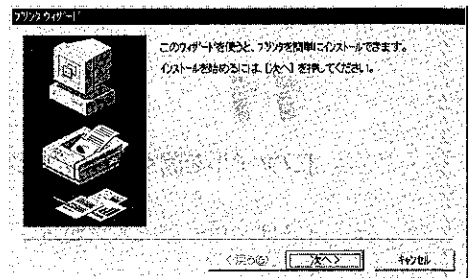 プリンタ ウィザード
このウィザードを使うと、プリンタを簡単にインストールできます。
インストールを始めるには、[次へ] を押してください。
< 戻る(B)
次へ >
キャンセル